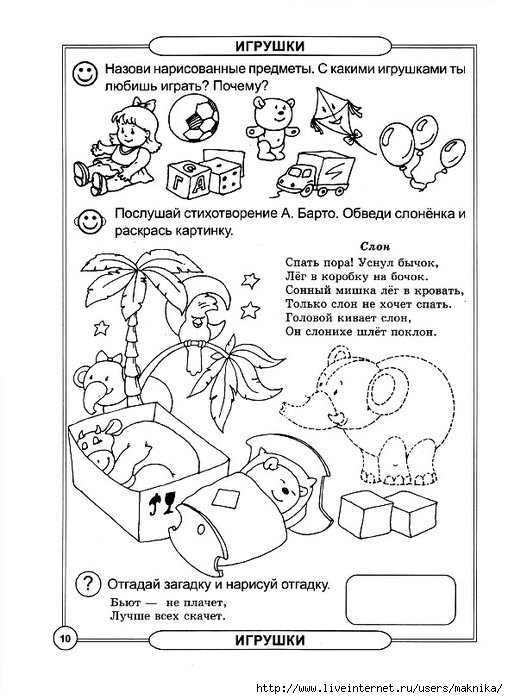 ИГРУШКИ
Назови нарисованные предметы. С какими игрушками ты
любишь играть? Почему?
Г А
Послушай стихотворение А. Барто. Обведи слонёнка и
раскрась картинку.
Слон
Спать пора! Уснул бычок,
Лёг в коробку на бочок.
Сонный мишка лёг в кровать,
Только слон не хочет спать.
Головой кивает слон,
Он слонихе шлёт поклон.
? Отгадай загадку и нарисуй отгадку.
Бьют — не плачет,
Лучше всех скачет.
10
ИГРУШКИ
http://www.liveinternet.ru/users/maknika/